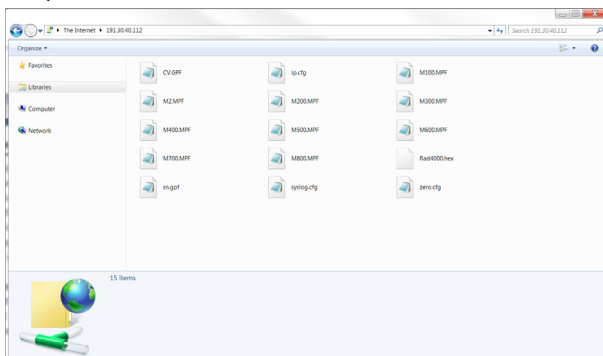 The Internet 191.30.40.112
Search 191.30.40.112
Organize
Favorites
Libraries
Computer
Network
CV.GPF ip.cfg M100.MPF
M2.MPF M200.MPF M300.MPF
M400.MPF M500.MPF M600.MPF
M700.MPF M800.MPF Rad4000.hex
sn.gpf syslog.cfg zero.cfg
15 items